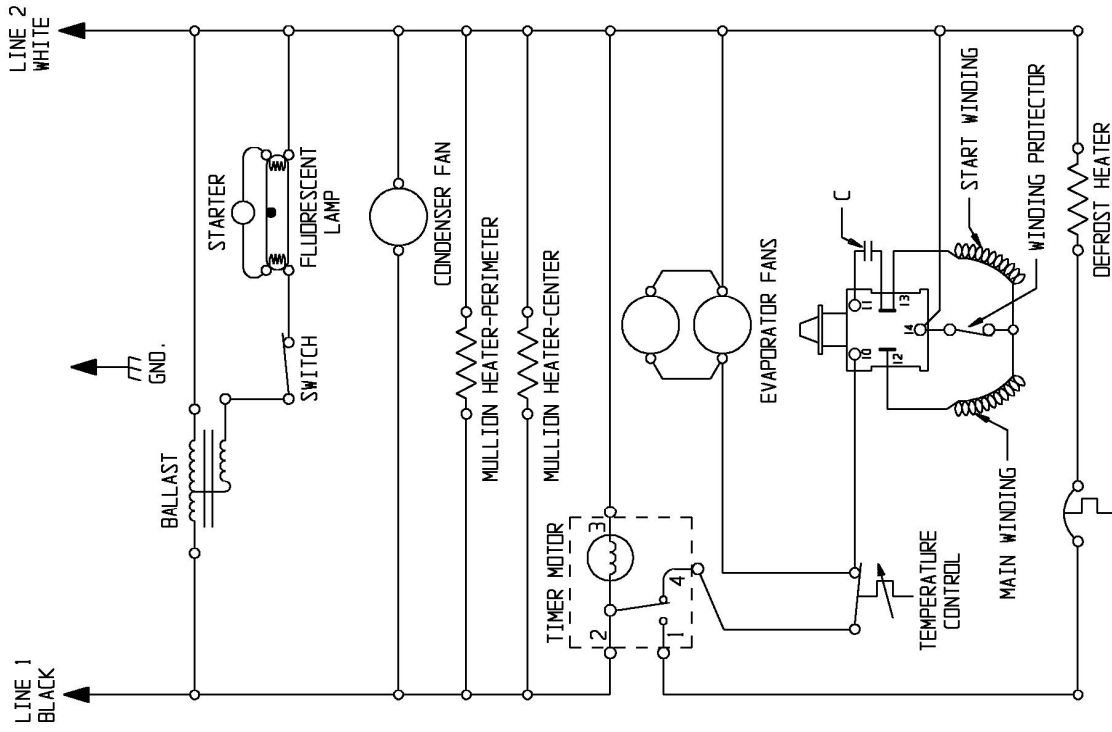 LINE 1
BLACK
LINE 2
WHITE
GND.
BALLAST
SWITCH
STARTER
FLUORESCENT
LAMP
CONDENSER FAN
MULLION HEATER-PERIMETER
MULLION HEATER-CENTER
TIMER MOTOR
2
3
1
4
EVAPORATOR FANS
TEMPERATURE
CONTROL
10
11
12
13
14
C
MAIN WINDING
START WINDING
WINDING PROTECTOR
DEFROST HEATER